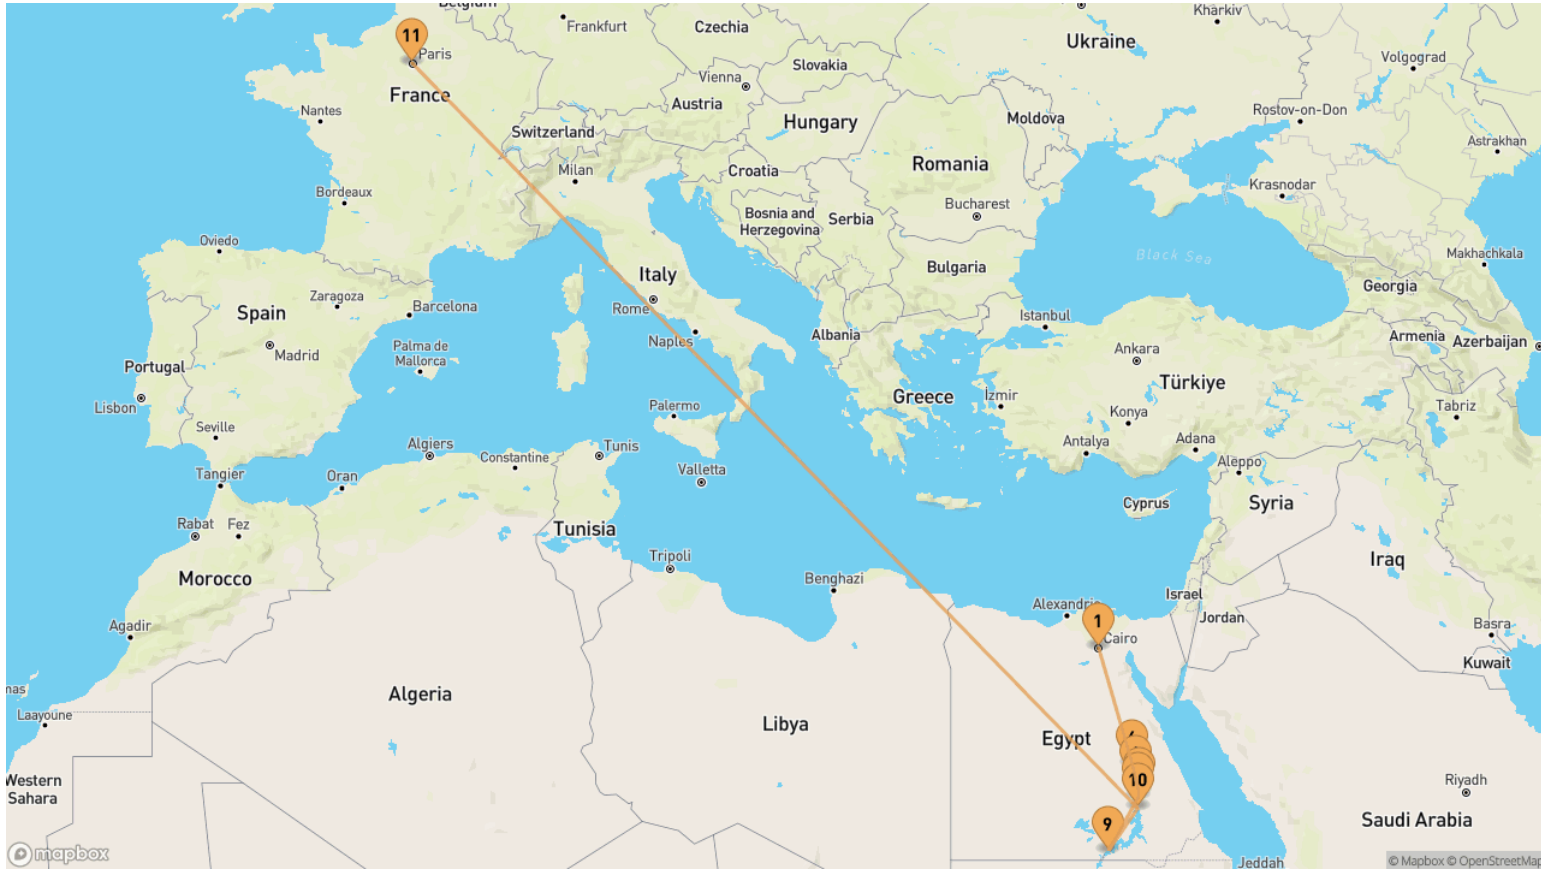 Belgium
Frankfurt
Czechia
Kharkiv
Ukraine
11
Paris
Slovakia
Volgograd
Vienna
France
Austria
Nantes
Hungary
Moldova
Rostov-on-Don
Switzerland
Astrakhan
Milan
Croatia
Romania
Krasnodar
Bordeaux
Bucharest
Bosnia and
Herzegovina
Serbia
Oviedo
Black Sea
Makhachkala
Italy
Bulgaria
Georgia
Zaragoza
Spain
Barcelona
Rome
Istanbul
Naples
Albania
Armenia
Azerbaijan
Palma de
Mallorca
Madrid
Ankara
Portugal
Türkiye
Greece
İzmir
Lisbon
Palermo
Konya
Tabriz
Seville
Algiers
Constantine
Tunis
Antalya
Adana
Aleppo
Tangier
Oran
Valletta
Cyprus
Syria
Rabat
Fez
Tunisia
Tripoli
Iraq
Morocco
Benghazi
Israel
Alexandria
Jordan
Agadir
1
Cairo
Basra
Kuwait
Algeria
Laayoune
Libya
Egypt
Western
Sahara
10
Riyadh
9
Saudi Arabia
mapbox
Jeddah
© Mapbox © OpenStreetMap